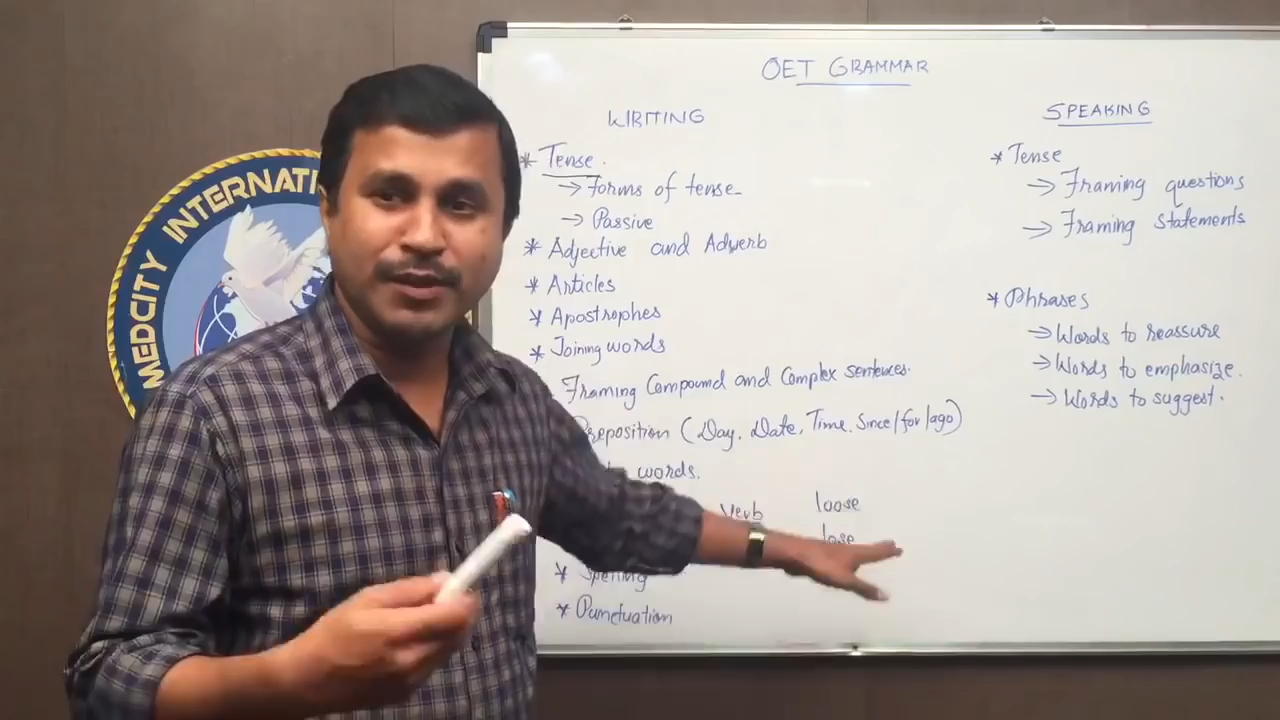 OET GRAMMAR
WRITING
* Tense.
→ Forms of tense
→ Passive
* Adjective and Adverb
* Articles
* Apostrophes
* Joining words
Framing Compound and Complex sentences.
Preposition (Day, Date, Time, Since/for/ago)
words.
verb loose
lose
* Spelling
* Punctuation
SPEAKING
* Tense
→ Framing questions
→ Framing statements
* Phrases
→ Words to reassure
→ Words to emphasize.
→ Words to suggest.
MEDCITY INTERNATI